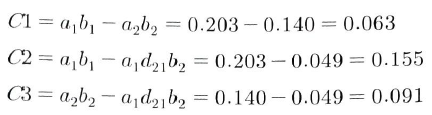 C1 = a₁b₁ − a₂b₂ = 0.203 − 0.140 = 0.063
C2 = a₁b₁ − a₁d₂₁b₂ = 0.203 − 0.049 = 0.155
C3 = a₂b₂ − a₁d₂₁b₂ = 0.140 − 0.049 = 0.091